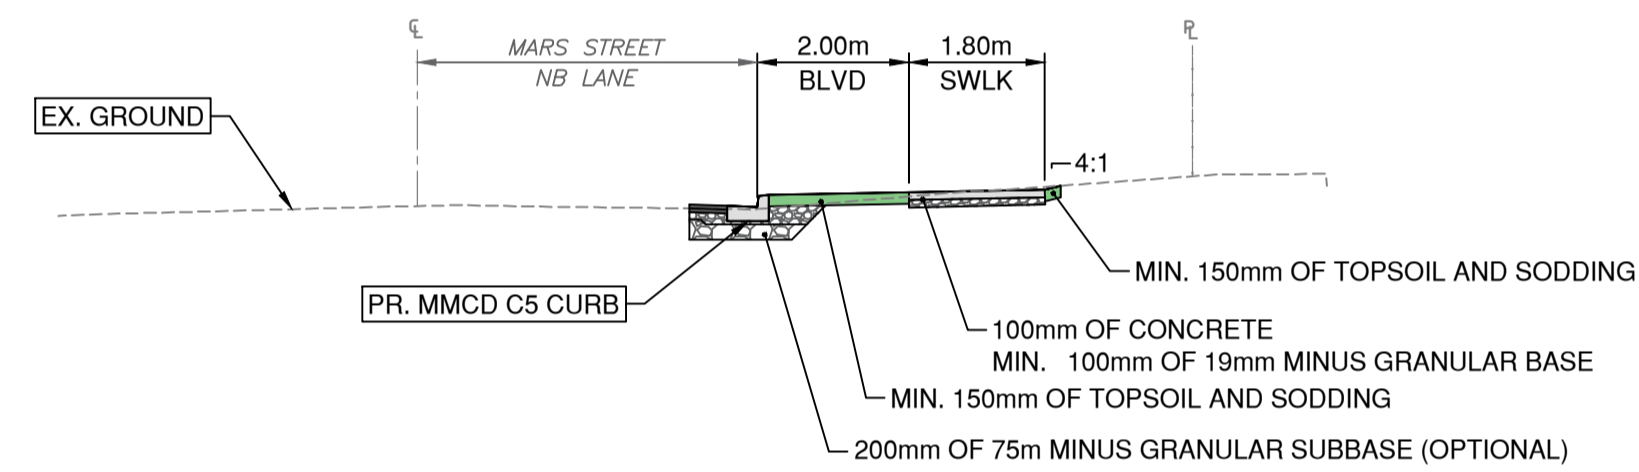 ℄
MARS STREET
NB LANE
2.00m
BLVD
1.80m
SWLK
PL
EX. GROUND
4:1
PR. MMCD C5 CURB
MIN. 150mm OF TOPSOIL AND SODDING
100mm OF CONCRETE
MIN. 100mm OF 19mm MINUS GRANULAR BASE
MIN. 150mm OF TOPSOIL AND SODDING
200mm OF 75m MINUS GRANULAR SUBBASE (OPTIONAL)